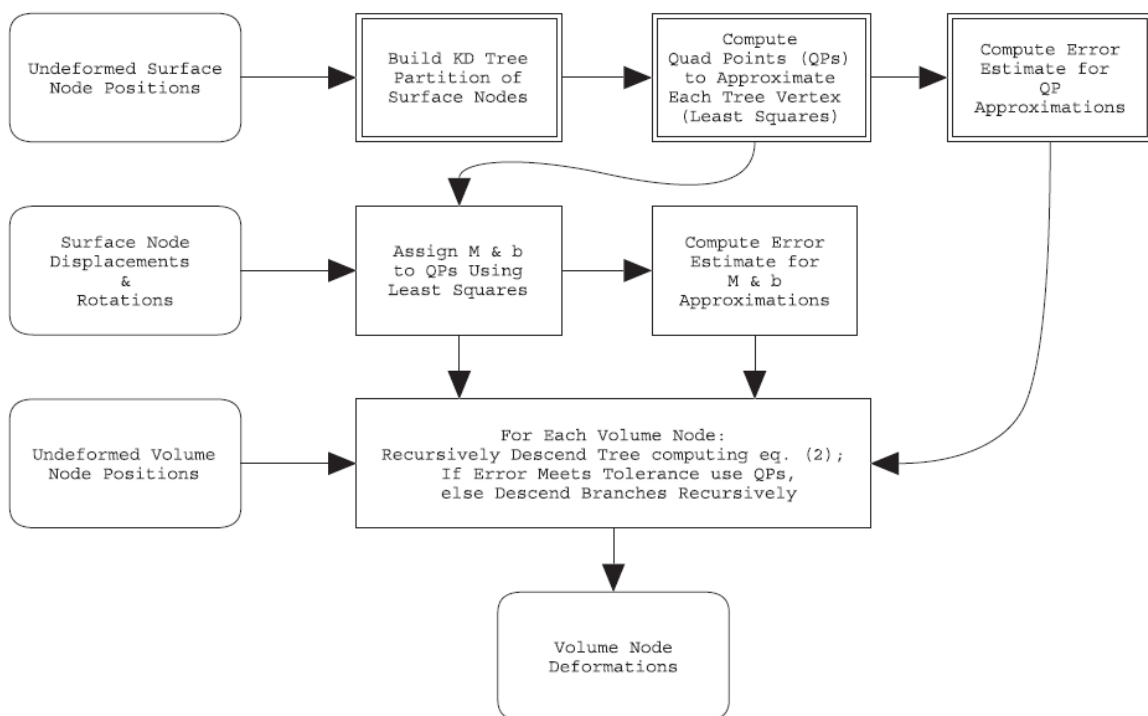 Undeformed Surface
Node Positions
Build KD Tree
Partition of
Surface Nodes
Compute
Quad Points (QPs)
to Approximate
Each Tree Vertex
(Least Squares)
Compute Error
Estimate for
QP
Approximations
Surface Node
Displacements
&
Rotations
Assign M & b
to QPs Using
Least Squares
Compute Error
Estimate for
M & b
Approximations
Undeformed Volume
Node Positions
For Each Volume Node:
Recursively Descend Tree computing eq. (2);
If Error Meets Tolerance use QPs,
else Descend Branches Recursively
Volume Node
Deformations